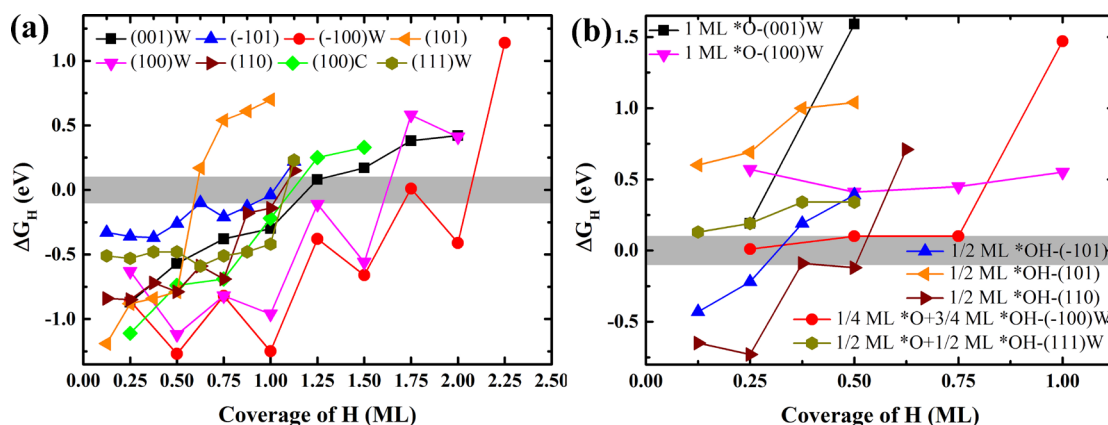 (a)
(001)W (-101) (-100)W (101)
(100)W (110) (100)C (111)W
1.0
0.5
0.0
-0.5
-1.0
ΔG_H (eV)
0.00 0.25 0.50 0.75 1.00 1.25 1.50 1.75 2.00 2.25 2.50
Coverage of H (ML)
(b)
1 ML *O-(001)W
1 ML *O-(100)W
1.5
1.0
0.5
0.0
-0.5
ΔG_H (eV)
1/2 ML *OH-(-101)
1/2 ML *OH-(101)
1/2 ML *OH-(110)
1/4 ML *O+3/4 ML *OH-(-100)W
1/2 ML *O+1/2 ML *OH-(111)W
0.00 0.25 0.50 0.75 1.00
Coverage of H (ML)